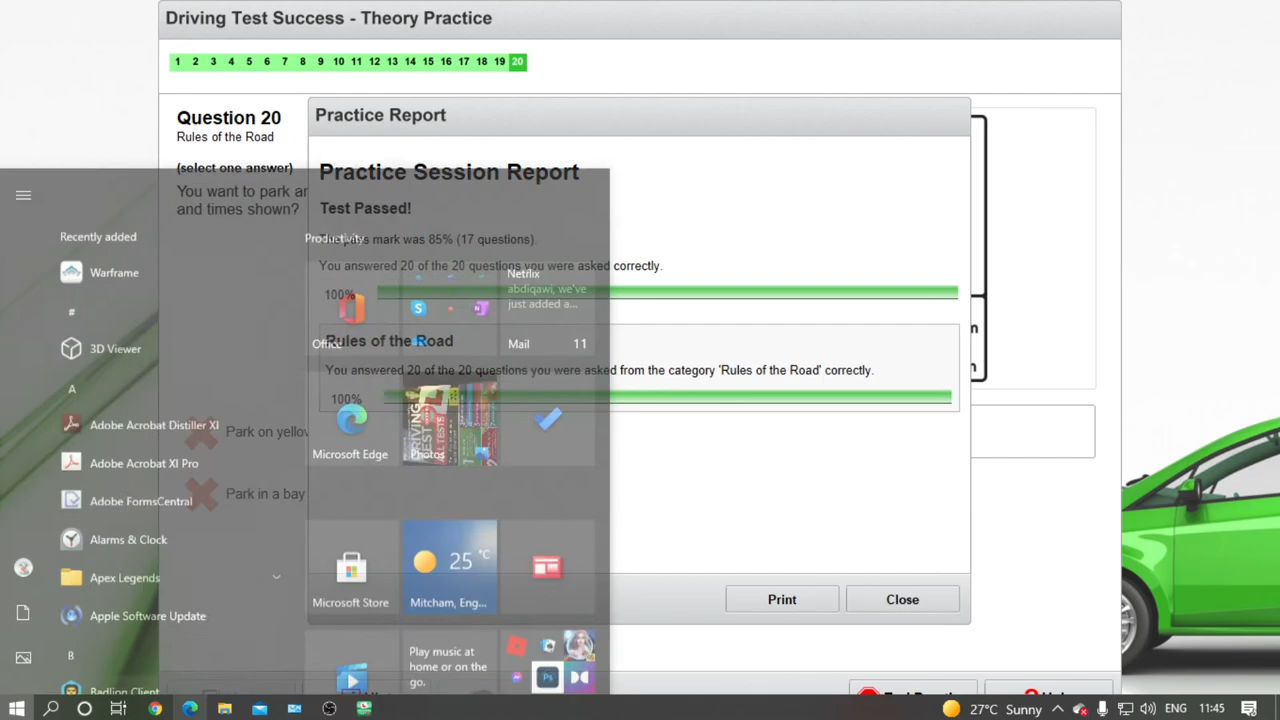 Driving Test Success - Theory Practice
1 2 3 4 5 6 7 8 9 10 11 12 13 14 15 16 17 18 19 20
Question 20
Rules of the Road
(select one answer)
You want to park
and times shown?
Park on yellow
Park in a bay
Practice Report
Practice Session Report
Test Passed!
The pass mark was 85% (17 questions).
You answered 20 of the 20 questions you were asked correctly.
100%
Rules of the Road
You answered 20 of the 20 questions you were asked from the category 'Rules of the Road' correctly.
100%
Print
Close
Recently added
Warframe
#
3D Viewer
A
Adobe Acrobat Distiller XI
Adobe Acrobat XI Pro
Adobe FormsCentral
Alarms & Clock
Apex Legends
Apple Software Update
B
Badlion Client
Productivity
Office
Netflix
abdiqawi, we've
just added a...
Mail 11
Microsoft Edge
Photos
DRIVING
TEST
Microsoft Store
25 °C
Mitcham, Eng...
Play music at
home or on the
go.
27°C Sunny
ENG
11:45